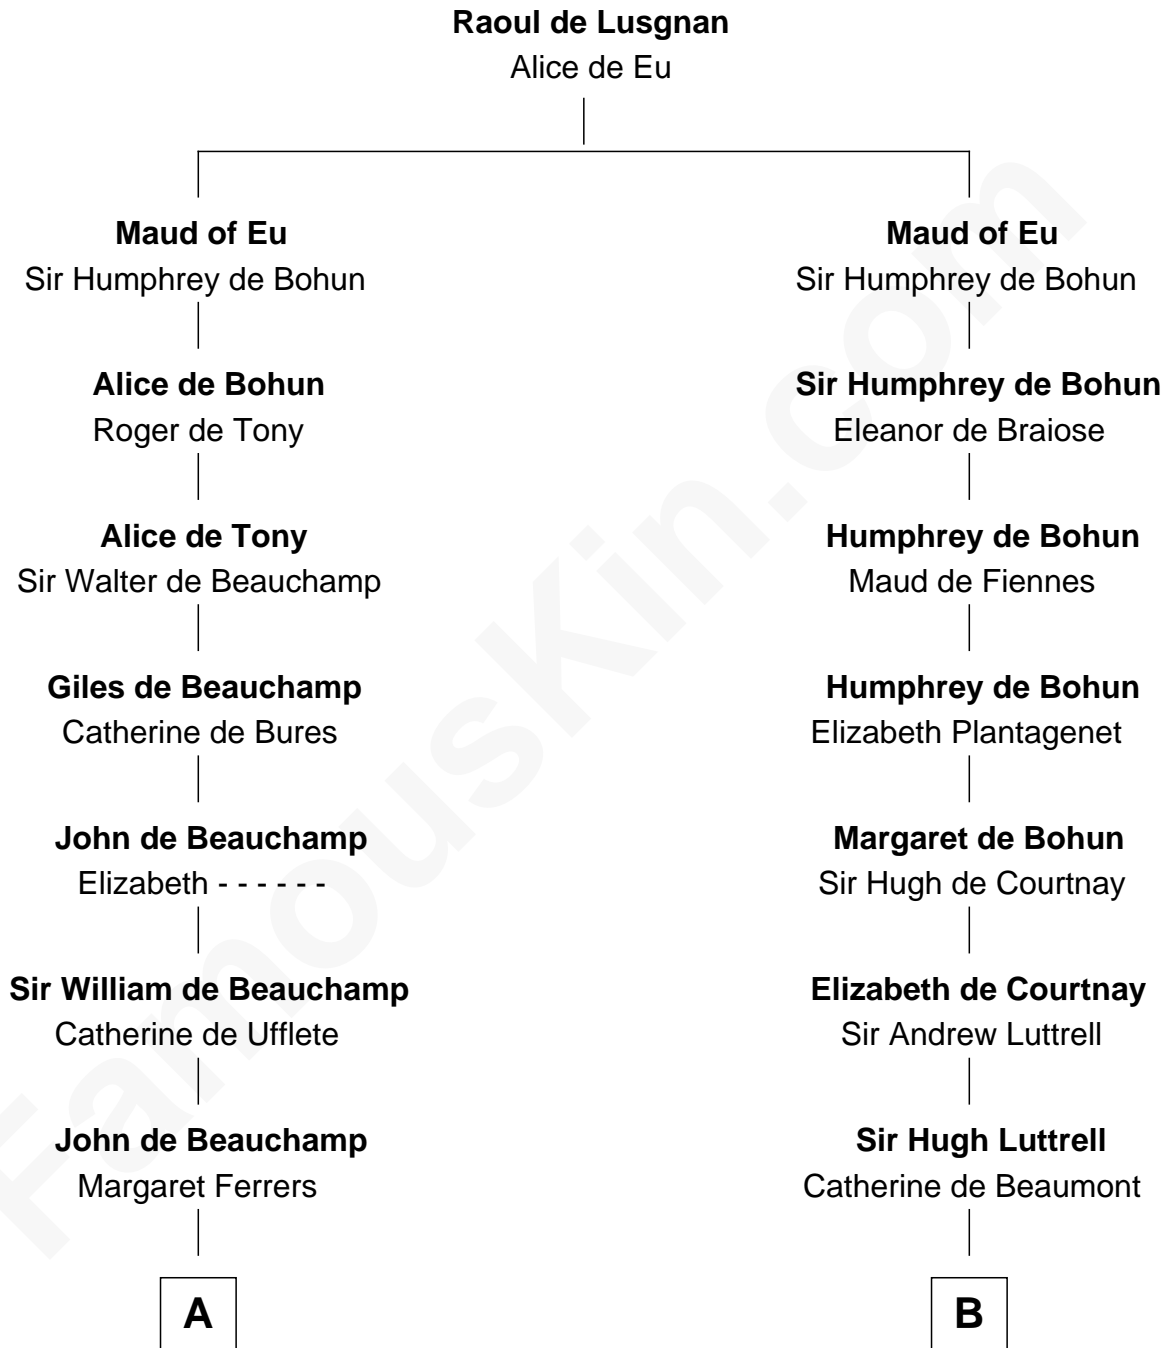 Raoul de Lusgnan
Alice de Eu
Maud of Eu
Sir Humphrey de Bohun
Maud of Eu
Sir Humphrey de Bohun
Alice de Bohun
Roger de Tony
Sir Humphrey de Bohun
Eleanor de Braiose
Alice de Tony
Sir Walter de Beauchamp
Humphrey de Bohun
Maud de Fiennes
Giles de Beauchamp
Catherine de Bures
Humphrey de Bohun
Elizabeth Plantagenet
John de Beauchamp
Elizabeth - - - - - -
Margaret de Bohun
Sir Hugh de Courtnay
Sir William de Beauchamp
Catherine de Ufflete
Elizabeth de Courtnay
Sir Andrew Luttrell
John de Beauchamp
Margaret Ferrers
Sir Hugh Luttrell
Catherine de Beaumont
A
B
FamousKin.com